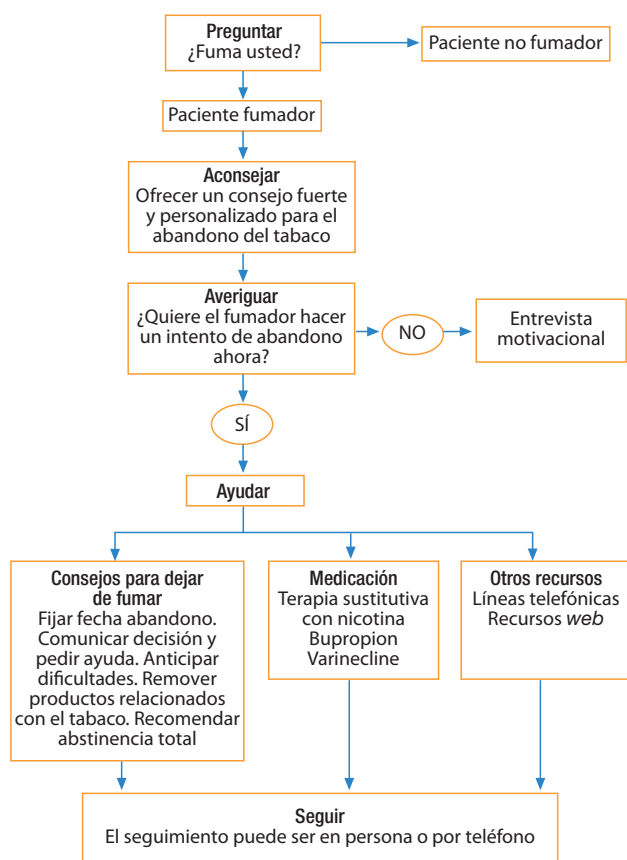 Preguntar
¿Fuma usted?
Paciente no fumador
Paciente fumador
Aconsejar
Ofrecer un consejo fuerte
y personalizado para el
abandono del tabaco
Averiguar
¿Quiere el fumador hacer
un intento de abandono
ahora?
NO
Entrevista
motivacional
SÍ
Ayudar
Consejos para dejar
de fumar
Fijar fecha abandono.
Comunicar decisión y
pedir ayuda. Anticipar
dificultades. Remover
productos relacionados
con el tabaco. Recomendar
abstinencia total
Medicación
Terapia sustitutiva
con nicotina
Bupropion
Varinecline
Otros recursos
Líneas telefónicas
Recursos web
Seguir
El seguimiento puede ser en persona o por teléfono